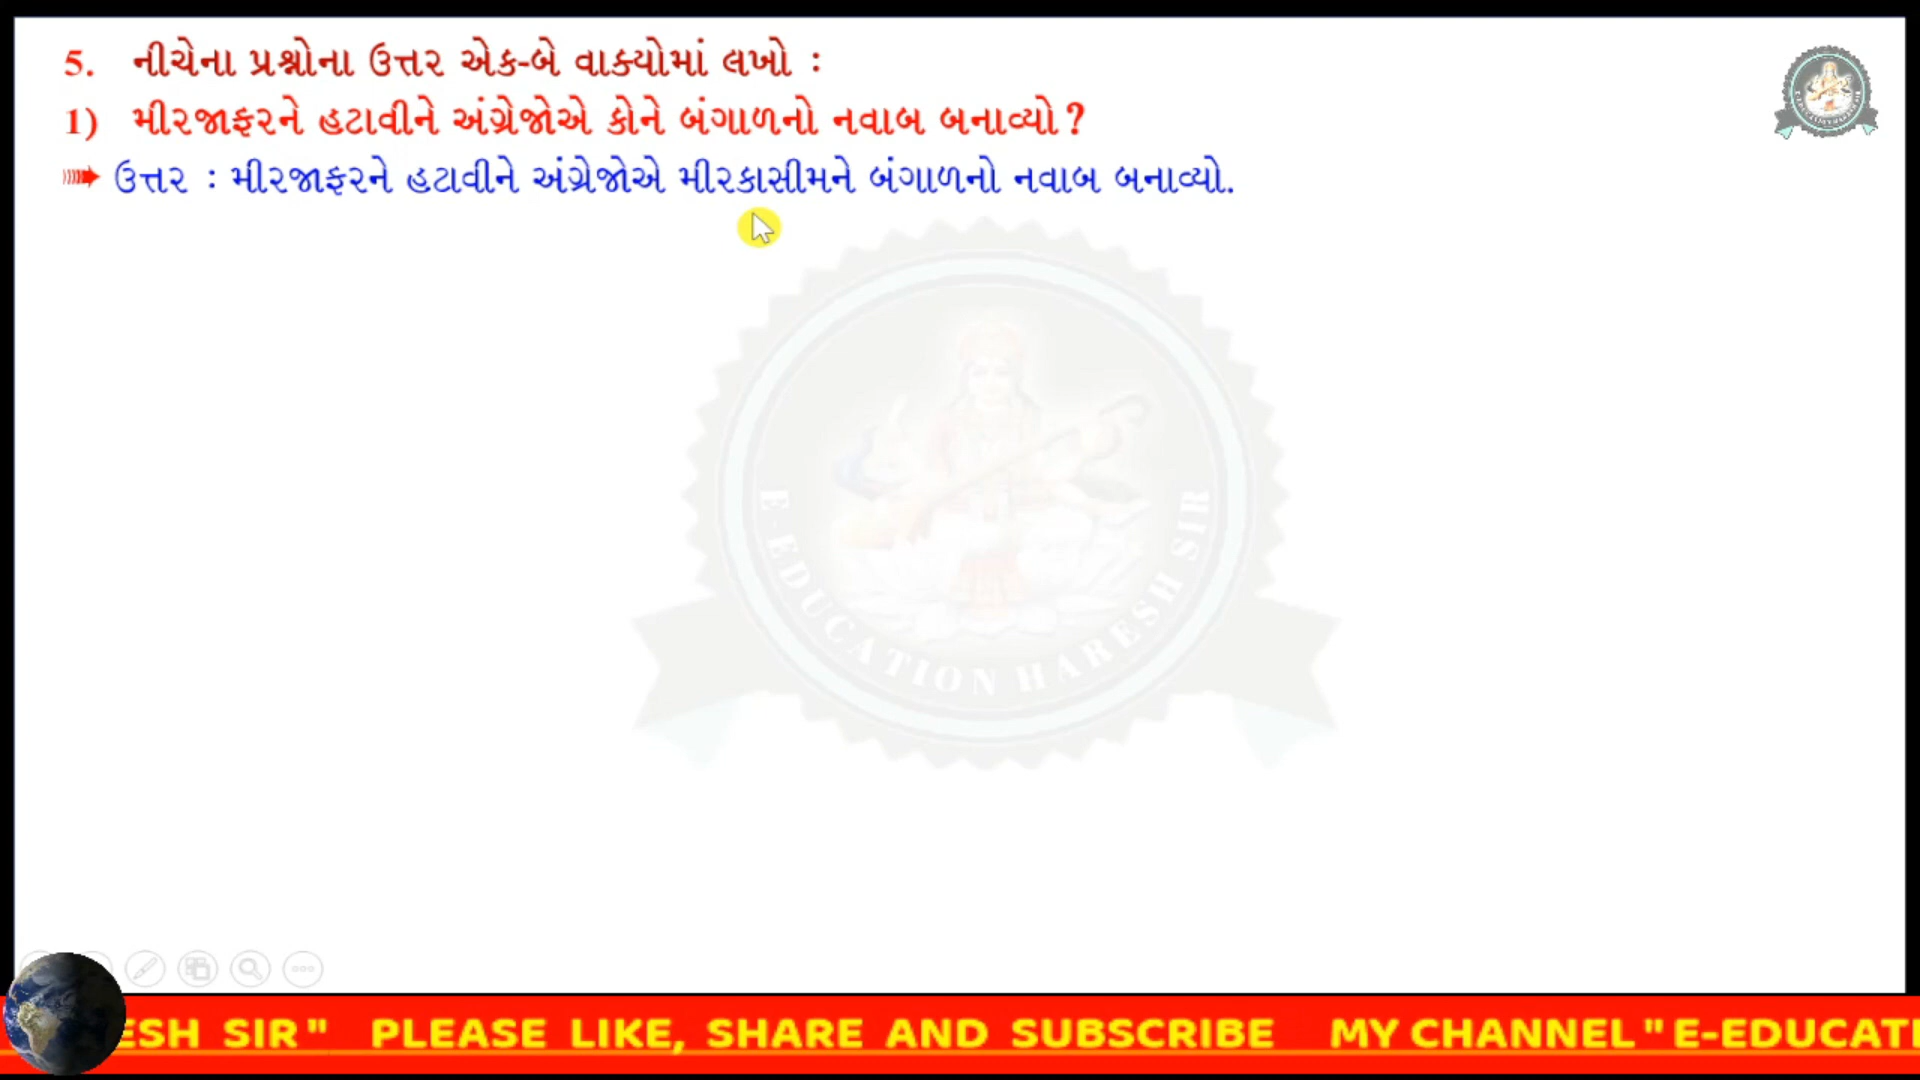 5. નીચેના પ્રશ્નોના ઉત્તર એક-બે વાક્યોમાં લખો :
1) મીરજાફરને હટાવીને અંગ્રેજોએ કોને બંગાળનો નવાબ બનાવ્યો?
ઉત્તર : મીરજાફરને હટાવીને અંગ્રેજોએ મીરકાસીમને બંગાળનો નવાબ બનાવ્યો.
E-EDUCATION HARESH SIR
ESH SIR" PLEASE LIKE, SHARE AND SUBSCRIBE MY CHANNEL "E-EDUCATI